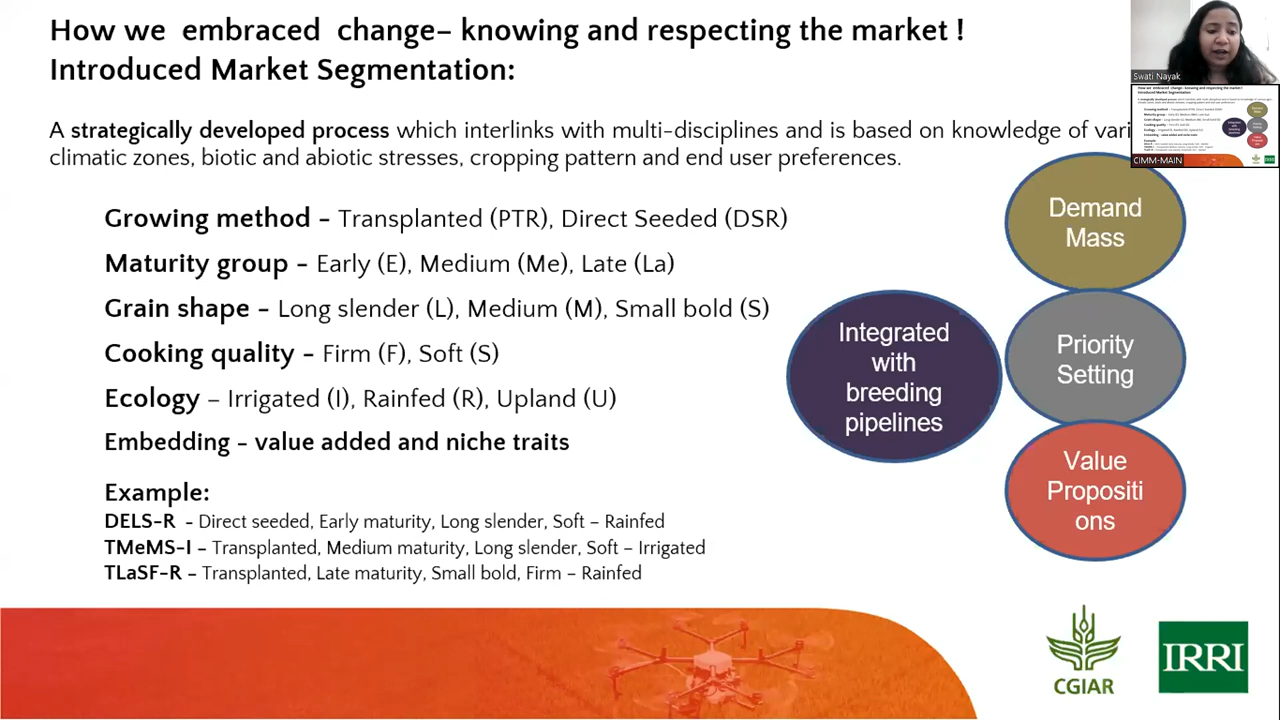 How we embraced change– knowing and respecting the market !
Introduced Market Segmentation:
A strategically developed process which interlinks with multi-disciplines and is based on knowledge of vari
climatic zones, biotic and abiotic stresses, cropping pattern and end user preferences.
Growing method – Transplanted (PTR), Direct Seeded (DSR)
Maturity group – Early (E), Medium (Me), Late (La)
Grain shape – Long slender (L), Medium (M), Small bold (S)
Cooking quality – Firm (F), Soft (S)
Ecology – Irrigated (I), Rainfed (R), Upland (U)
Embedding – value added and niche traits
Example:
DELS-R - Direct seeded, Early maturity, Long slender, Soft – Rainfed
TMeMS-I – Transplanted, Medium maturity, Long slender, Soft – Irrigated
TLaSF-R – Transplanted, Late maturity, Small bold, Firm – Rainfed
Integrated
with
breeding
pipelines
Demand
Mass
Priority
Setting
Value
Propositi
ons
Swati Nayak
CIMM-MAIN
CGIAR
IRRI